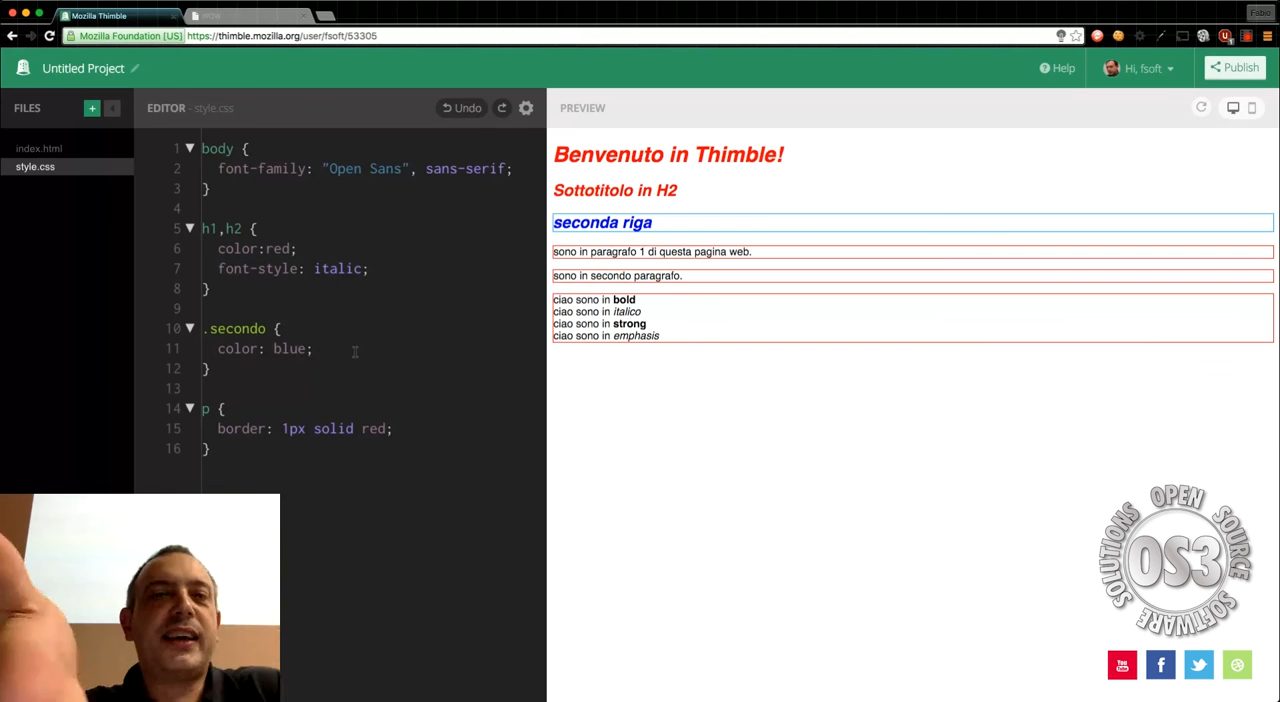 Mozilla Thimble
WOW
Fabio
Mozilla Foundation [US]
https://thimble.mozilla.org/user/fsoft/53305
Untitled Project
Help
Hi, fsoft
Publish
FILES
EDITOR - style.css
Undo
PREVIEW
index.html
style.css
1 body {
2 font-family: "Open Sans", sans-serif;
3 }
4
5 h1,h2 {
6 color:red;
7 font-style: italic;
8 }
9
10 .secondo {
11 color: blue;
12 }
13
14 p {
15 border: 1px solid red;
16 }
Benvenuto in Thimble!
Sottotitolo in H2
seconda riga
sono in paragrafo 1 di questa pagina web.
sono in secondo paragrafo.
ciao sono in bold
ciao sono in italico
ciao sono in strong
ciao sono in emphasis
OPEN SOURCE SOFTWARE SOLUTIONS
OS3
You Tube